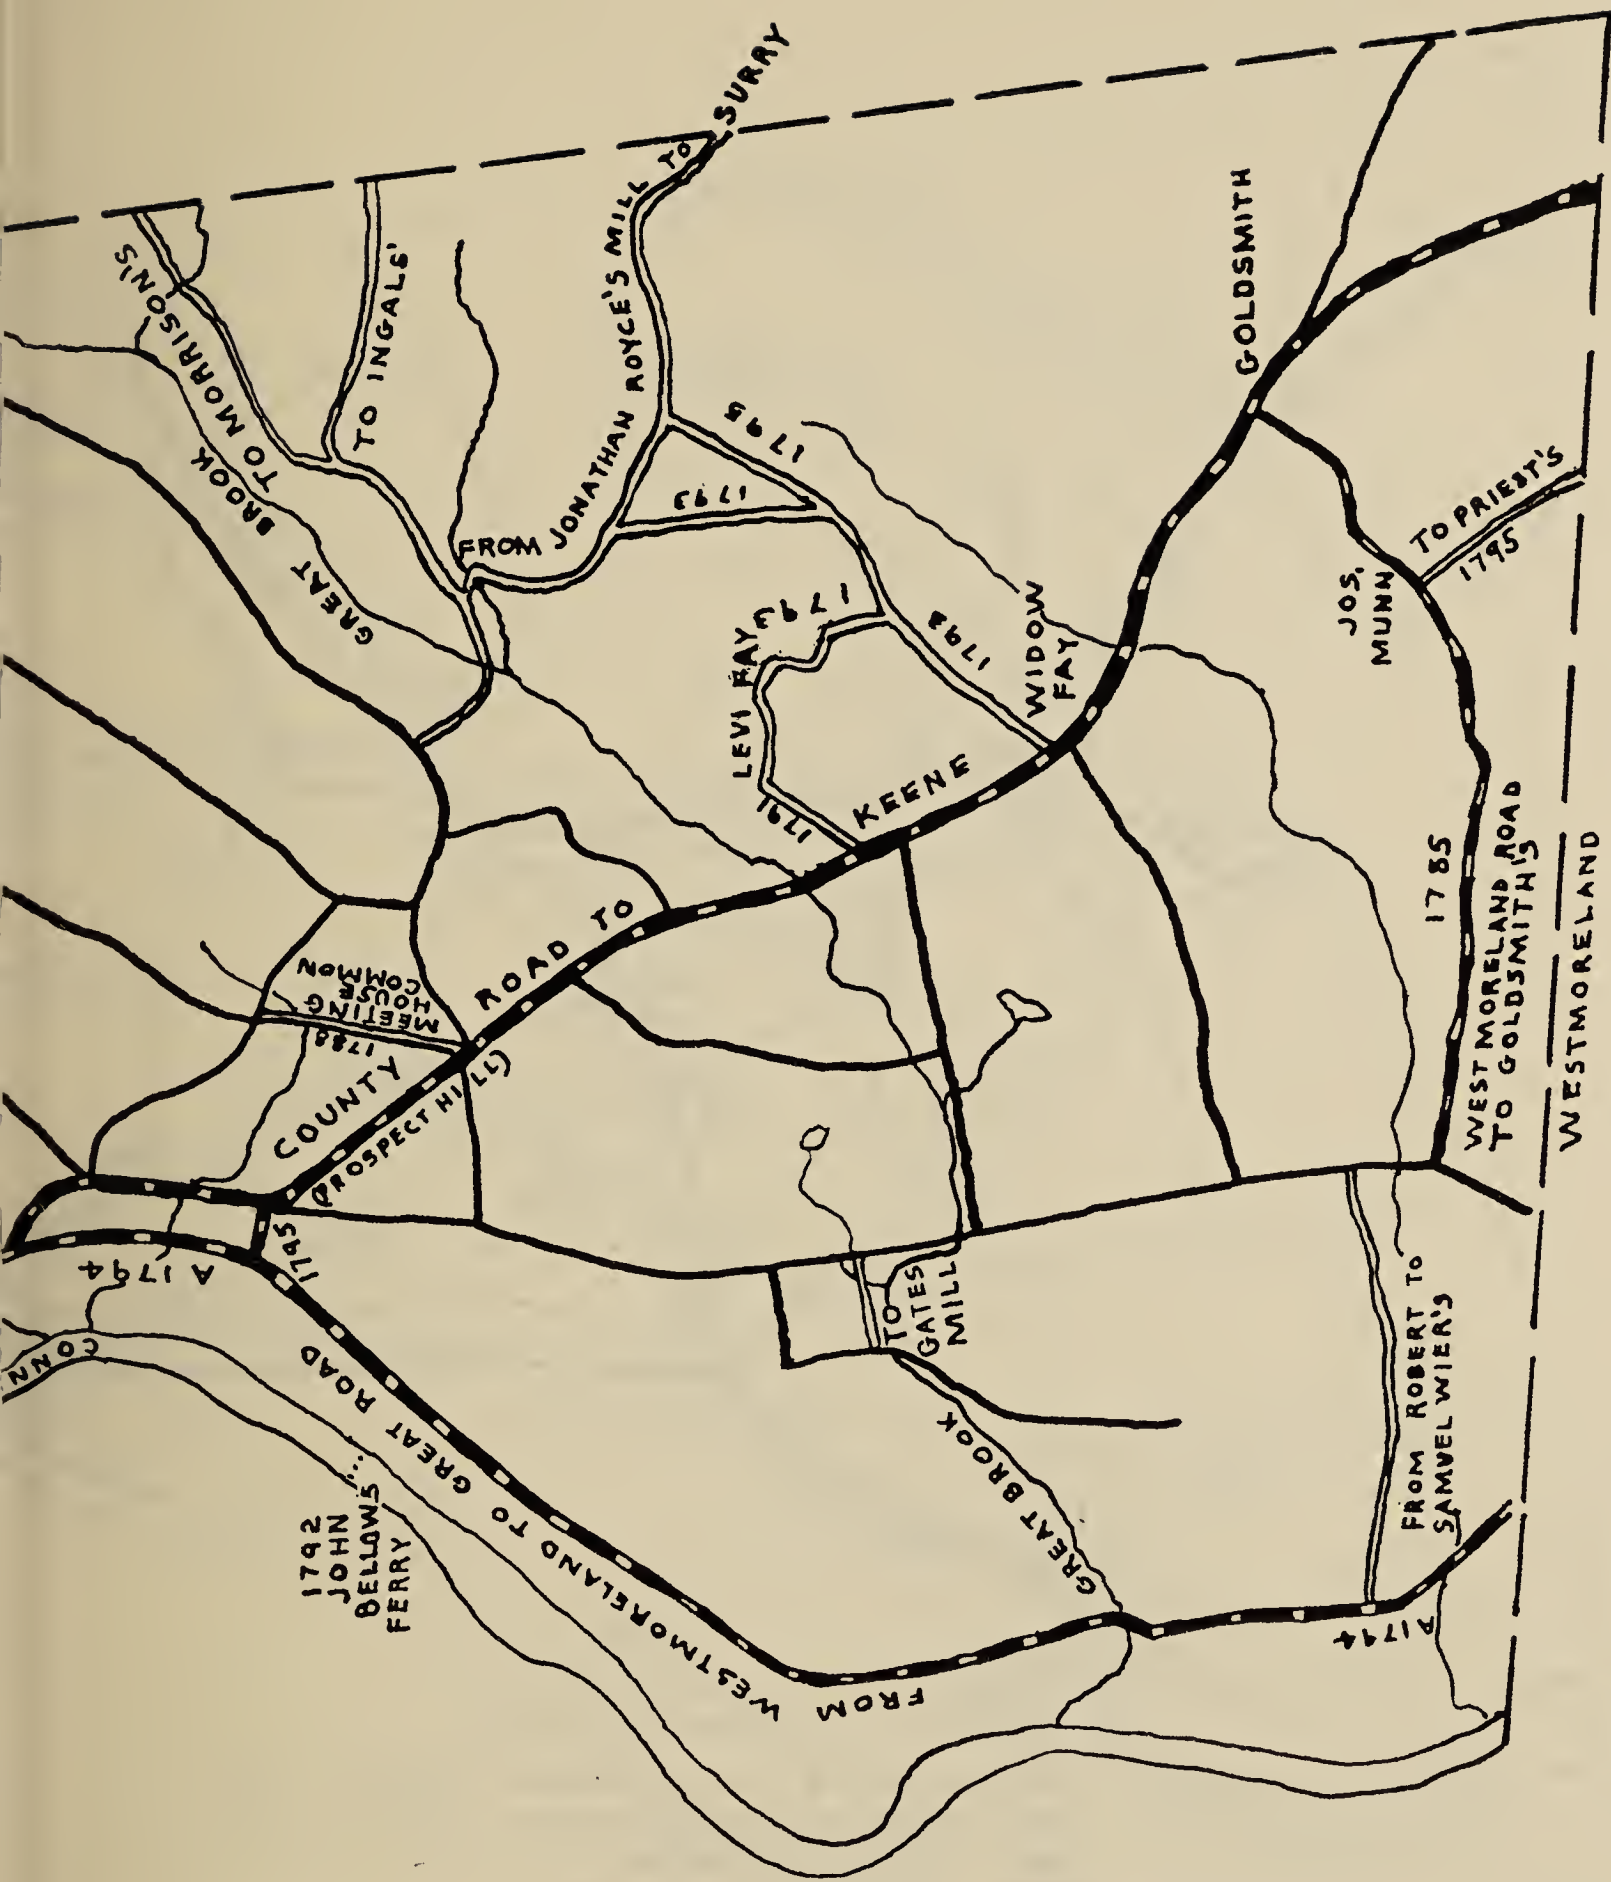 SURRY
TO MORRISON'S
TO INGALS'
GREAT BROOK
FROM JONATHAN ROYCE'S MILL TO
1795
1793
GOLDSMITH
TO PRIEST'S
1795
JOS.
MUNN
1793
LEVI FAY
1791
1793
WIDOW
FAY
COUNTY ROAD TO KEENE
(PROSPECT HILL)
MEETING
HOUSE
COMMON
1788
1785
WESTMORELAND ROAD
TO GOLDSMITH'S
WESTMORELAND
1795
A 1794
CONN
TO
GATES
MILL
GREAT BROOK
FROM ROBERT TO
SAMUEL WIER'S
A 1794
1792
JOHN
BELLOWS
FERRY
FROM WESTMORELAND TO GREAT ROAD